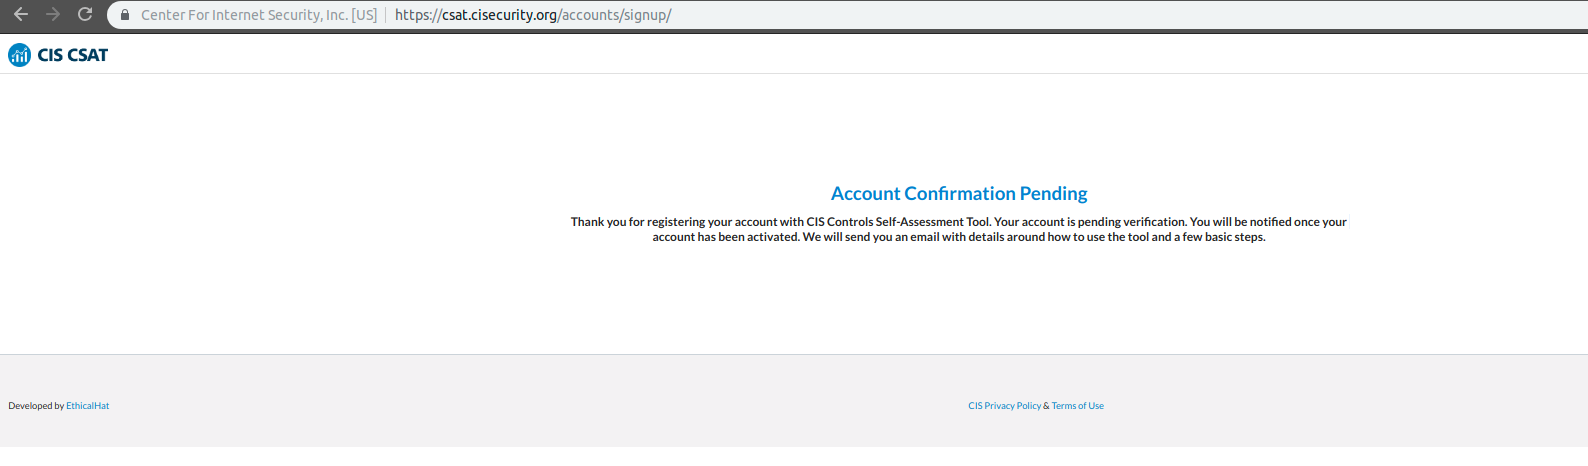 Center For Internet Security, Inc. [US] | https://csat.cisecurity.org/accounts/signup/
CIS CSAT
Account Confirmation Pending
Thank you for registering your account with CIS Controls Self-Assessment Tool. Your account is pending verification. You will be notified once your
account has been activated. We will send you an email with details around how to use the tool and a few basic steps.
Developed by EthicalHat
CIS Privacy Policy & Terms of Use